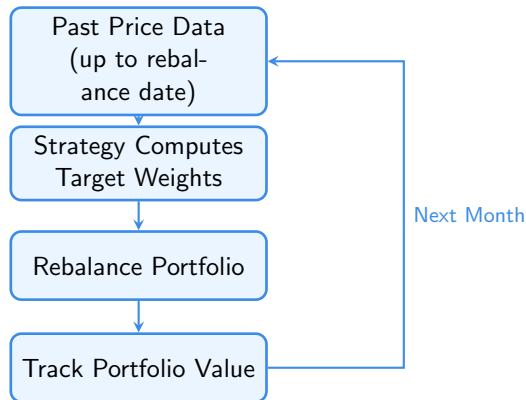 Past Price Data
(up to rebal-
ance date)
Strategy Computes
Target Weights
Next Month
Rebalance Portfolio
Track Portfolio Value